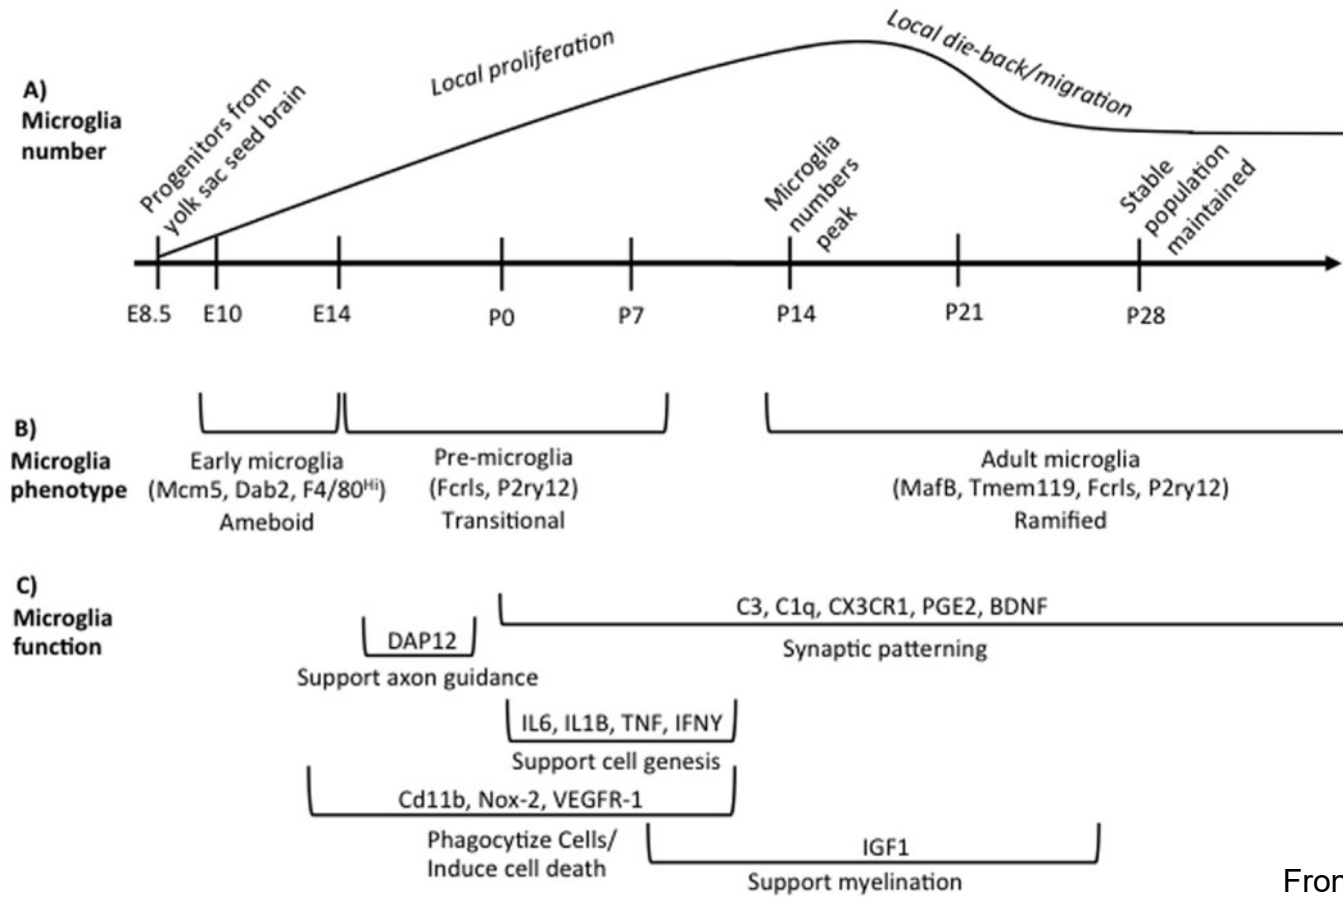 A)
Microglia
number
Progenitors from
yolk sac seed brain
Local proliferation
Local die-back/migration
Microglia
numbers
peak
Stable
population
maintained
E8.5 E10 E14 P0 P7 P14 P21 P28
B)
Microglia
phenotype
Early microglia
(Mcm5, Dab2, F4/80Hi)
Ameboid
Pre-microglia
(Fcrls, P2ry12)
Transitional
Adult microglia
(MafB, Tmem119, Fcrls, P2ry12)
Ramified
C)
Microglia
function
C3, C1q, CX3CR1, PGE2, BDNF
Synaptic patterning
DAP12
Support axon guidance
IL6, IL1B, TNF, IFNY
Support cell genesis
Cd11b, Nox-2, VEGFR-1
Phagocytize Cells/
Induce cell death
IGF1
Support myelination